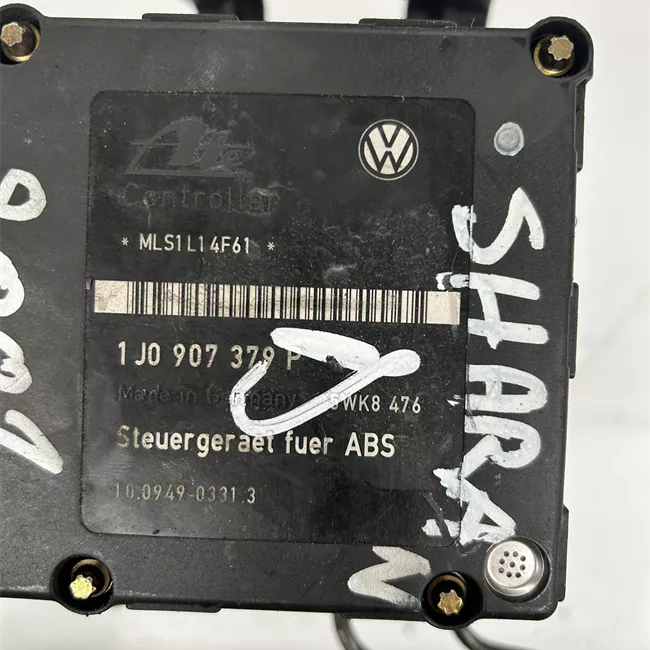 Ate
Controller
* MLS1L14F61 *
1J0 907 379 P
Made in Germany 5WK8 476
Steuergeraet fuer ABS
10.0949-0331.3
SHARAN